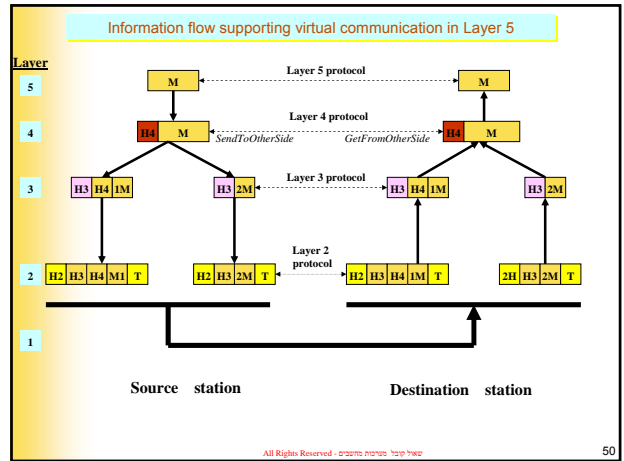 Information flow supporting virtual communication in Layer 5
Layer
5
M
Layer 5 protocol
M
4
H4 M
SendToOtherSide
Layer 4 protocol
GetFromOtherSide
H4 M
3
H3 H4 1M
H3 2M
Layer 3 protocol
H3 H4 1M
H3 2M
2
H2 H3 H4 M1 T
H2 H3 2M T
Layer 2
protocol
H2 H3 H4 1M T
2H H3 2M T
1
Source station
Destination station
All Rights Reserved - שאול קובל מערכות מחשבים
50